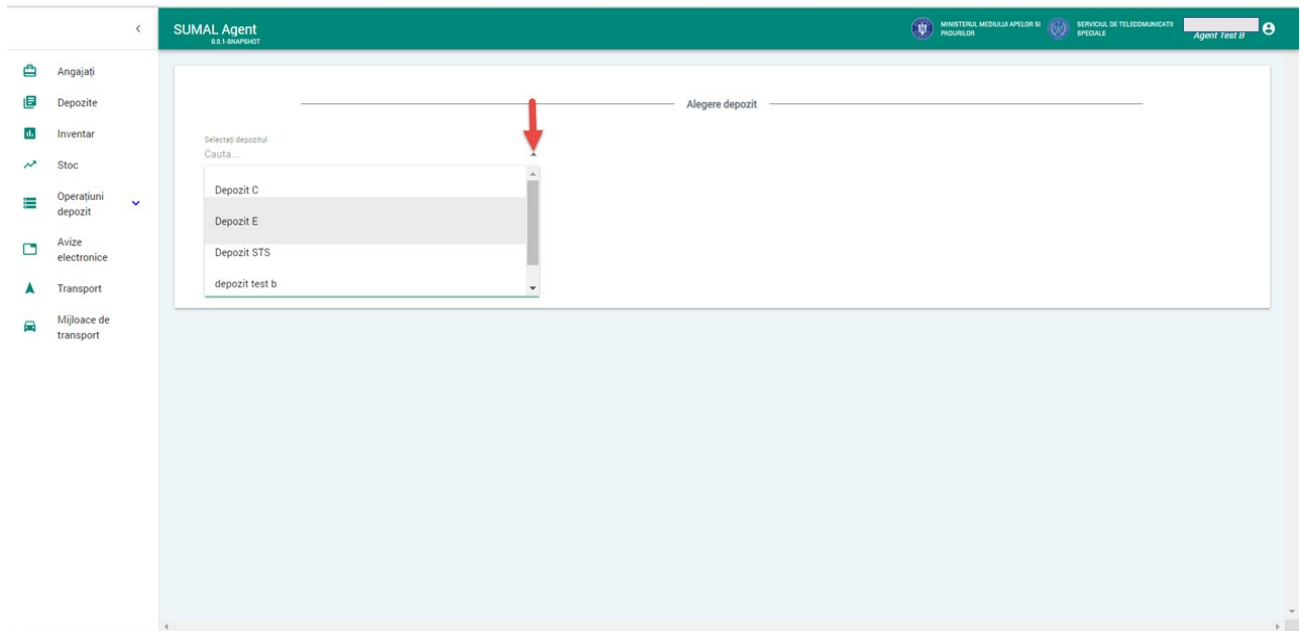 SUMAL Agent
0.0.1-SNAPSHOT
MINISTERUL MEDIULUI APELOR SI
PADURILOR
SERVICIUL DE TELECOMUNICATII
SPECIALE
Agent Test B
Angajați
Depozite
Inventar
Stoc
Operațiuni
depozit
Avize
electronice
Transport
Mijloace de
transport
Alegere depozit
Selectați depozitul
Cauta...
Depozit C
Depozit E
Depozit STS
depozit test b